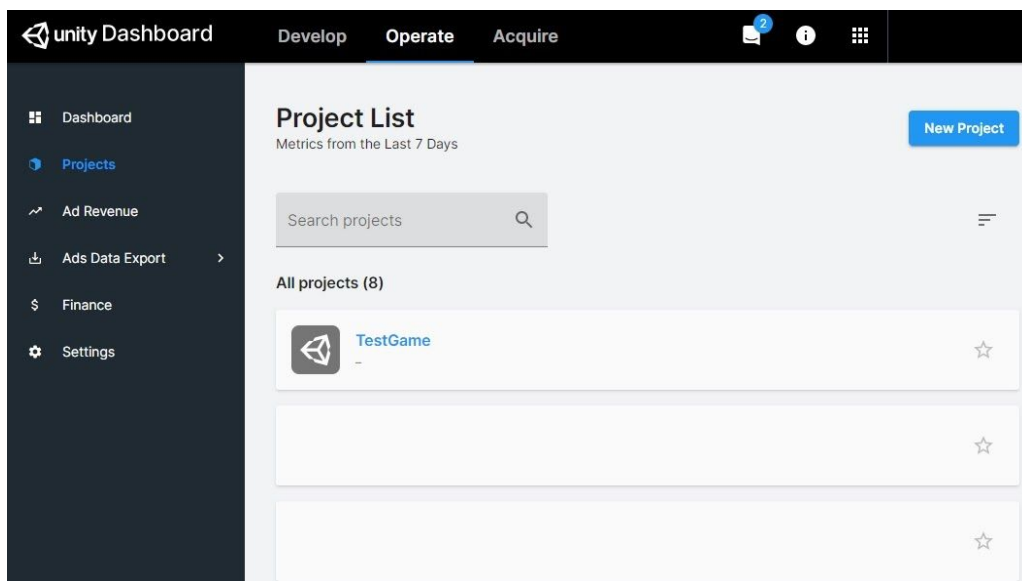 unity Dashboard
Develop Operate Acquire
2
Dashboard
Projects
Ad Revenue
Ads Data Export
Finance
Settings
Project List
Metrics from the Last 7 Days
New Project
Search projects
All projects (8)
TestGame
–